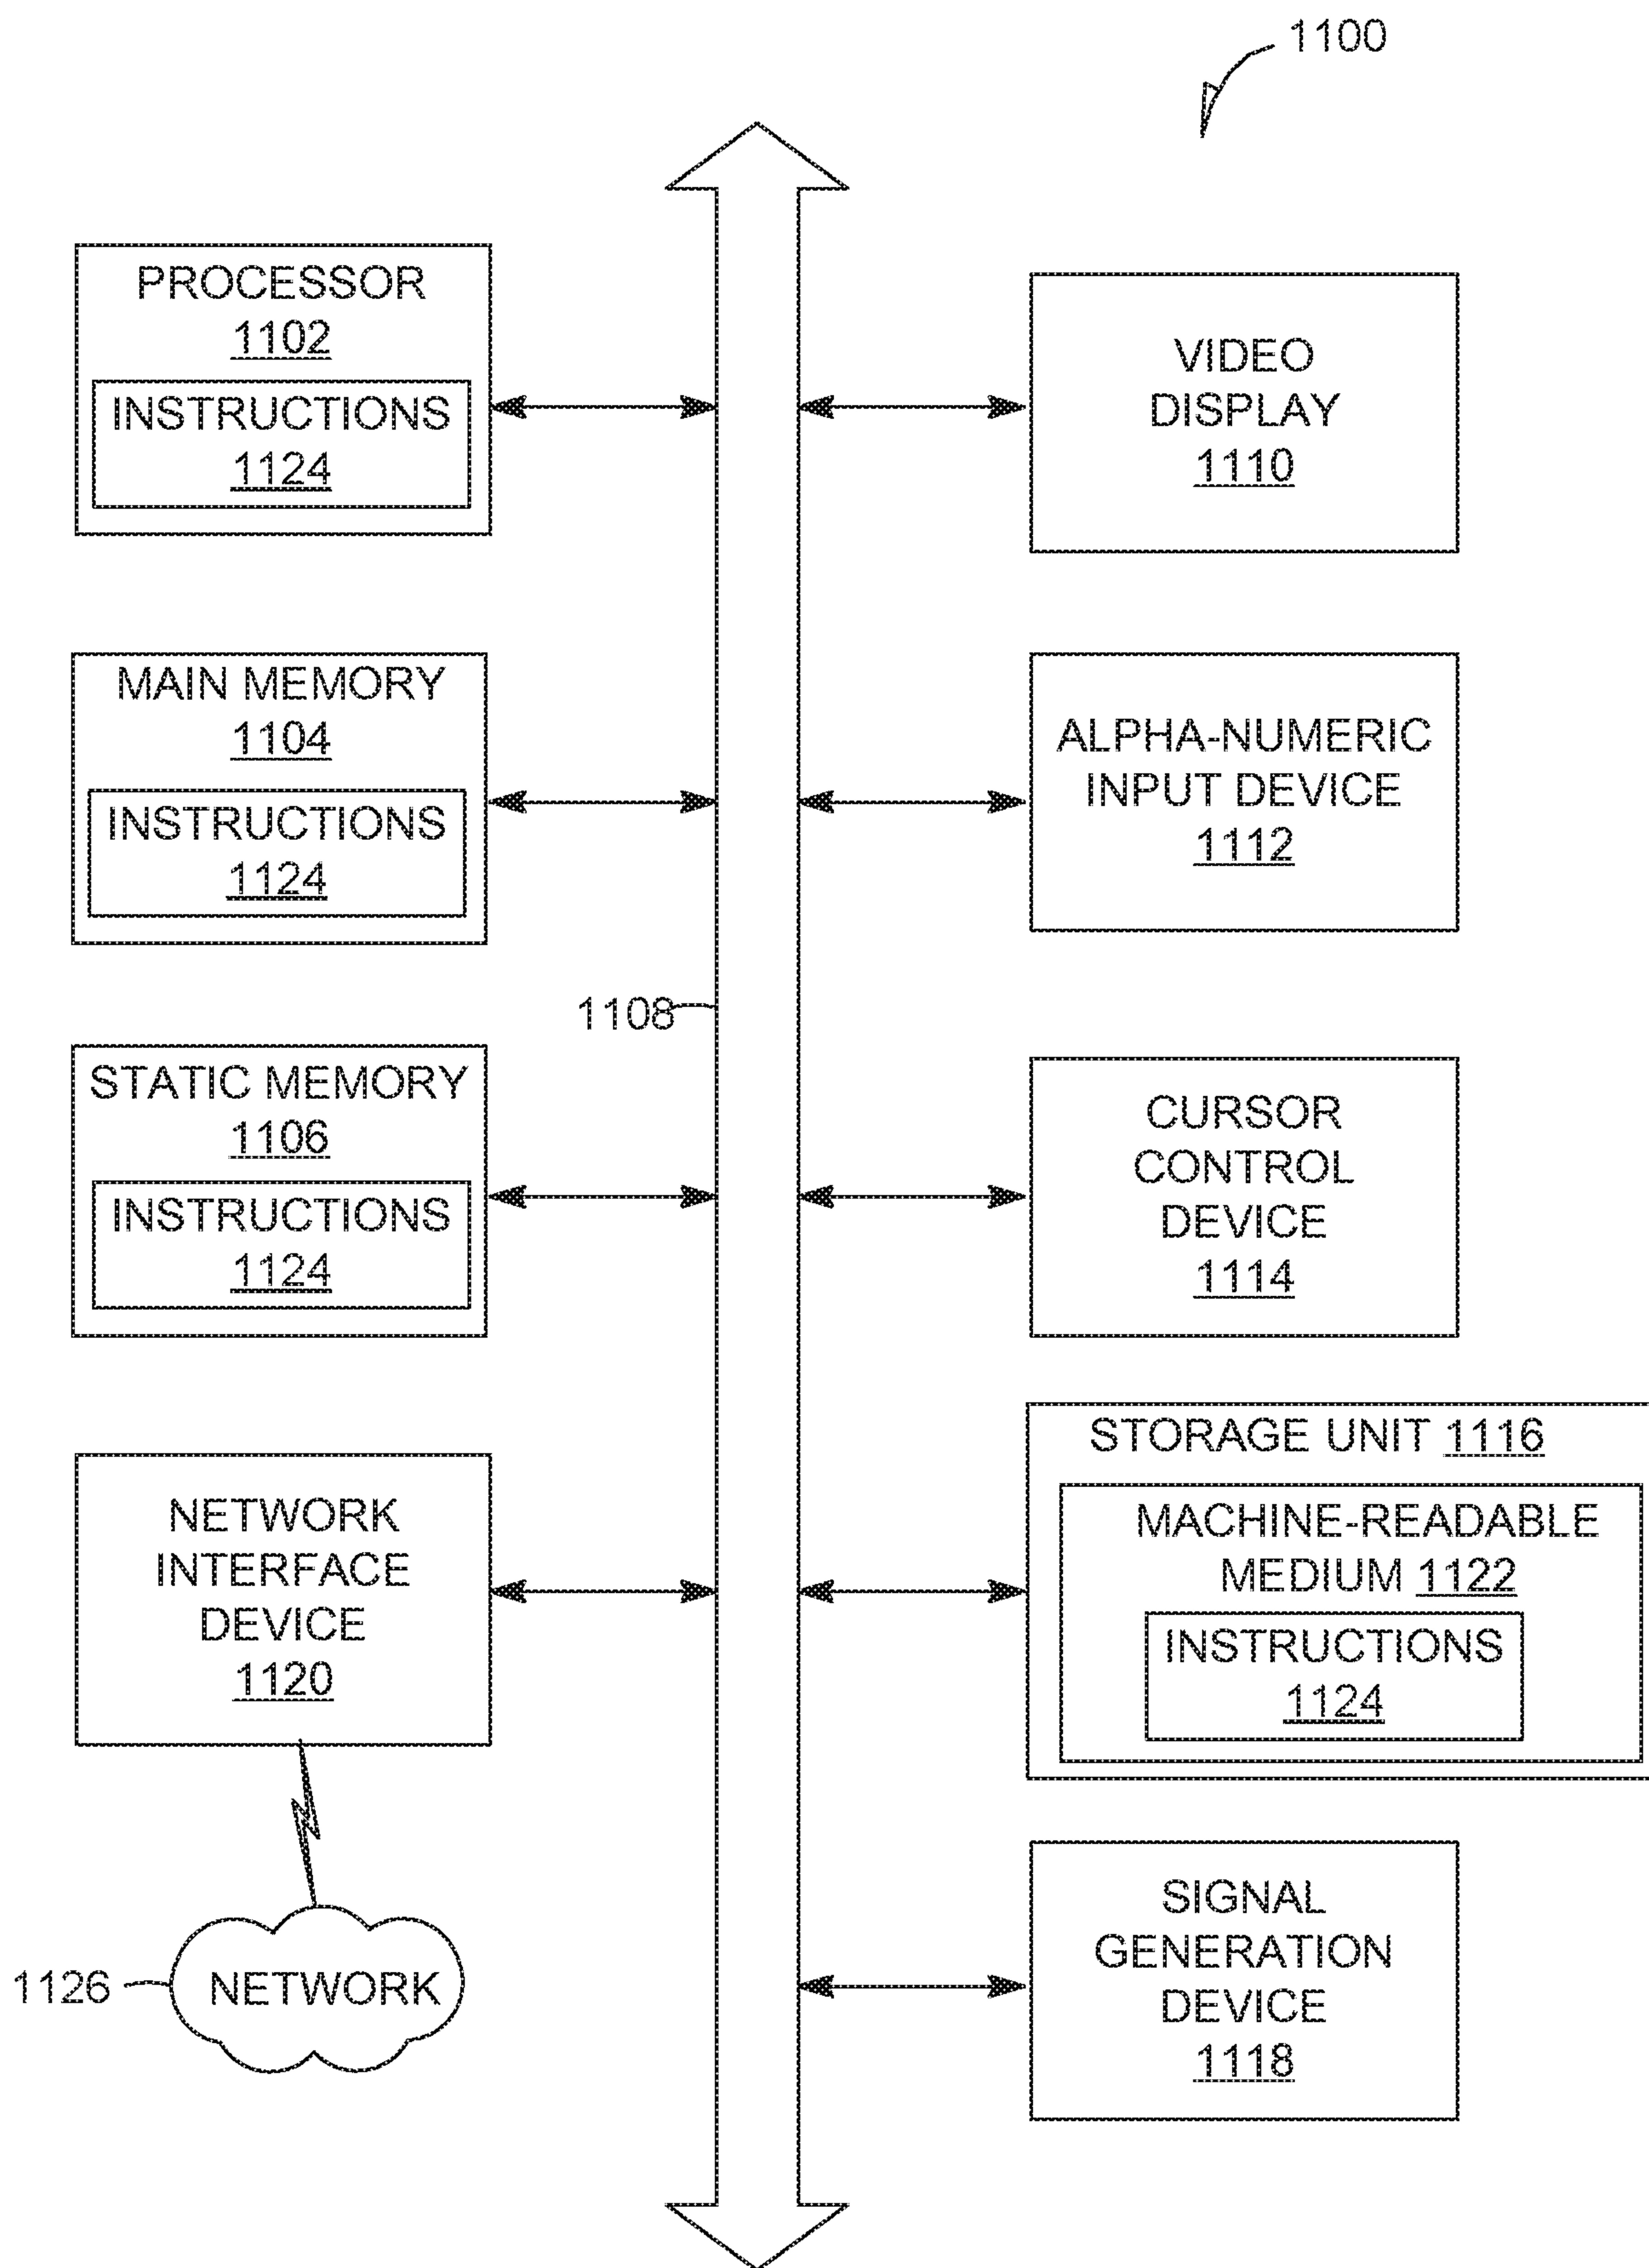 1100
PROCESSOR
1102
INSTRUCTIONS
1124
VIDEO
DISPLAY
1110
MAIN MEMORY
1104
INSTRUCTIONS
1124
ALPHA-NUMERIC
INPUT DEVICE
1112
1108
STATIC MEMORY
1106
INSTRUCTIONS
1124
CURSOR
CONTROL
DEVICE
1114
NETWORK
INTERFACE
DEVICE
1120
STORAGE UNIT 1116
MACHINE-READABLE
MEDIUM 1122
INSTRUCTIONS
1124
1126
NETWORK
SIGNAL
GENERATION
DEVICE
1118